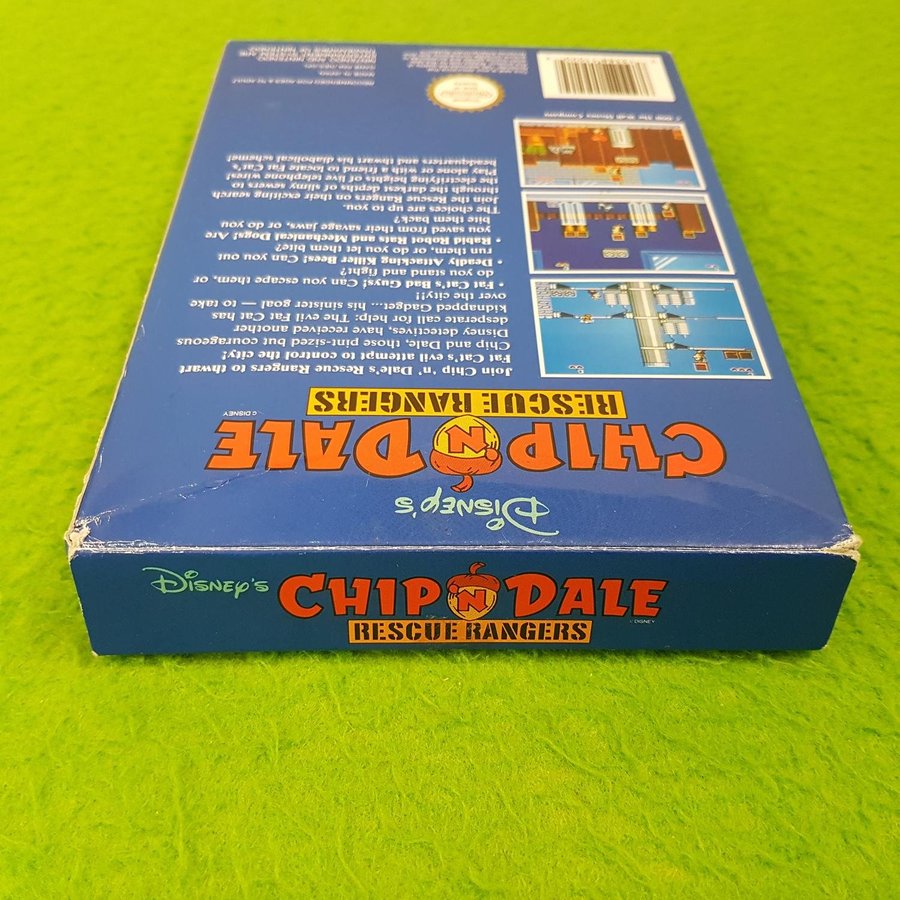 Disney's
CHIP 'N DALE
RESCUE RANGERS
© DISNEY
Join Chip 'n' Dale's Rescue Rangers to thwart
Fat Cat's evil attempt to control the city!
Chip and Dale, those pint-sized but courageous
Disney detectives, have received another
desperate call for help: The evil Fat Cat has
kidnapped Gadget... his sinister goal — to take
over the city!!
• Fat Cat's Bad Guys! Can you escape them, or
do you stand and fight?
• Deadly Attacking Killer Bees! Can you out
run them, or do you let them bite?
• Rabid Robot Rats and Mechanical Dogs! Are
you saved from their savage jaws, or do you
bite them back?
The choices are up to you.
Join the Rescue Rangers on their exciting search
through the darkest depths of slimy sewers to
electrifying heights of live telephone wires!
Play alone or with a friend to locate Fat Cat's
headquarters and thwart his diabolical scheme!
Disney's
CHIP 'N DALE
RESCUE RANGERS
© DISNEY